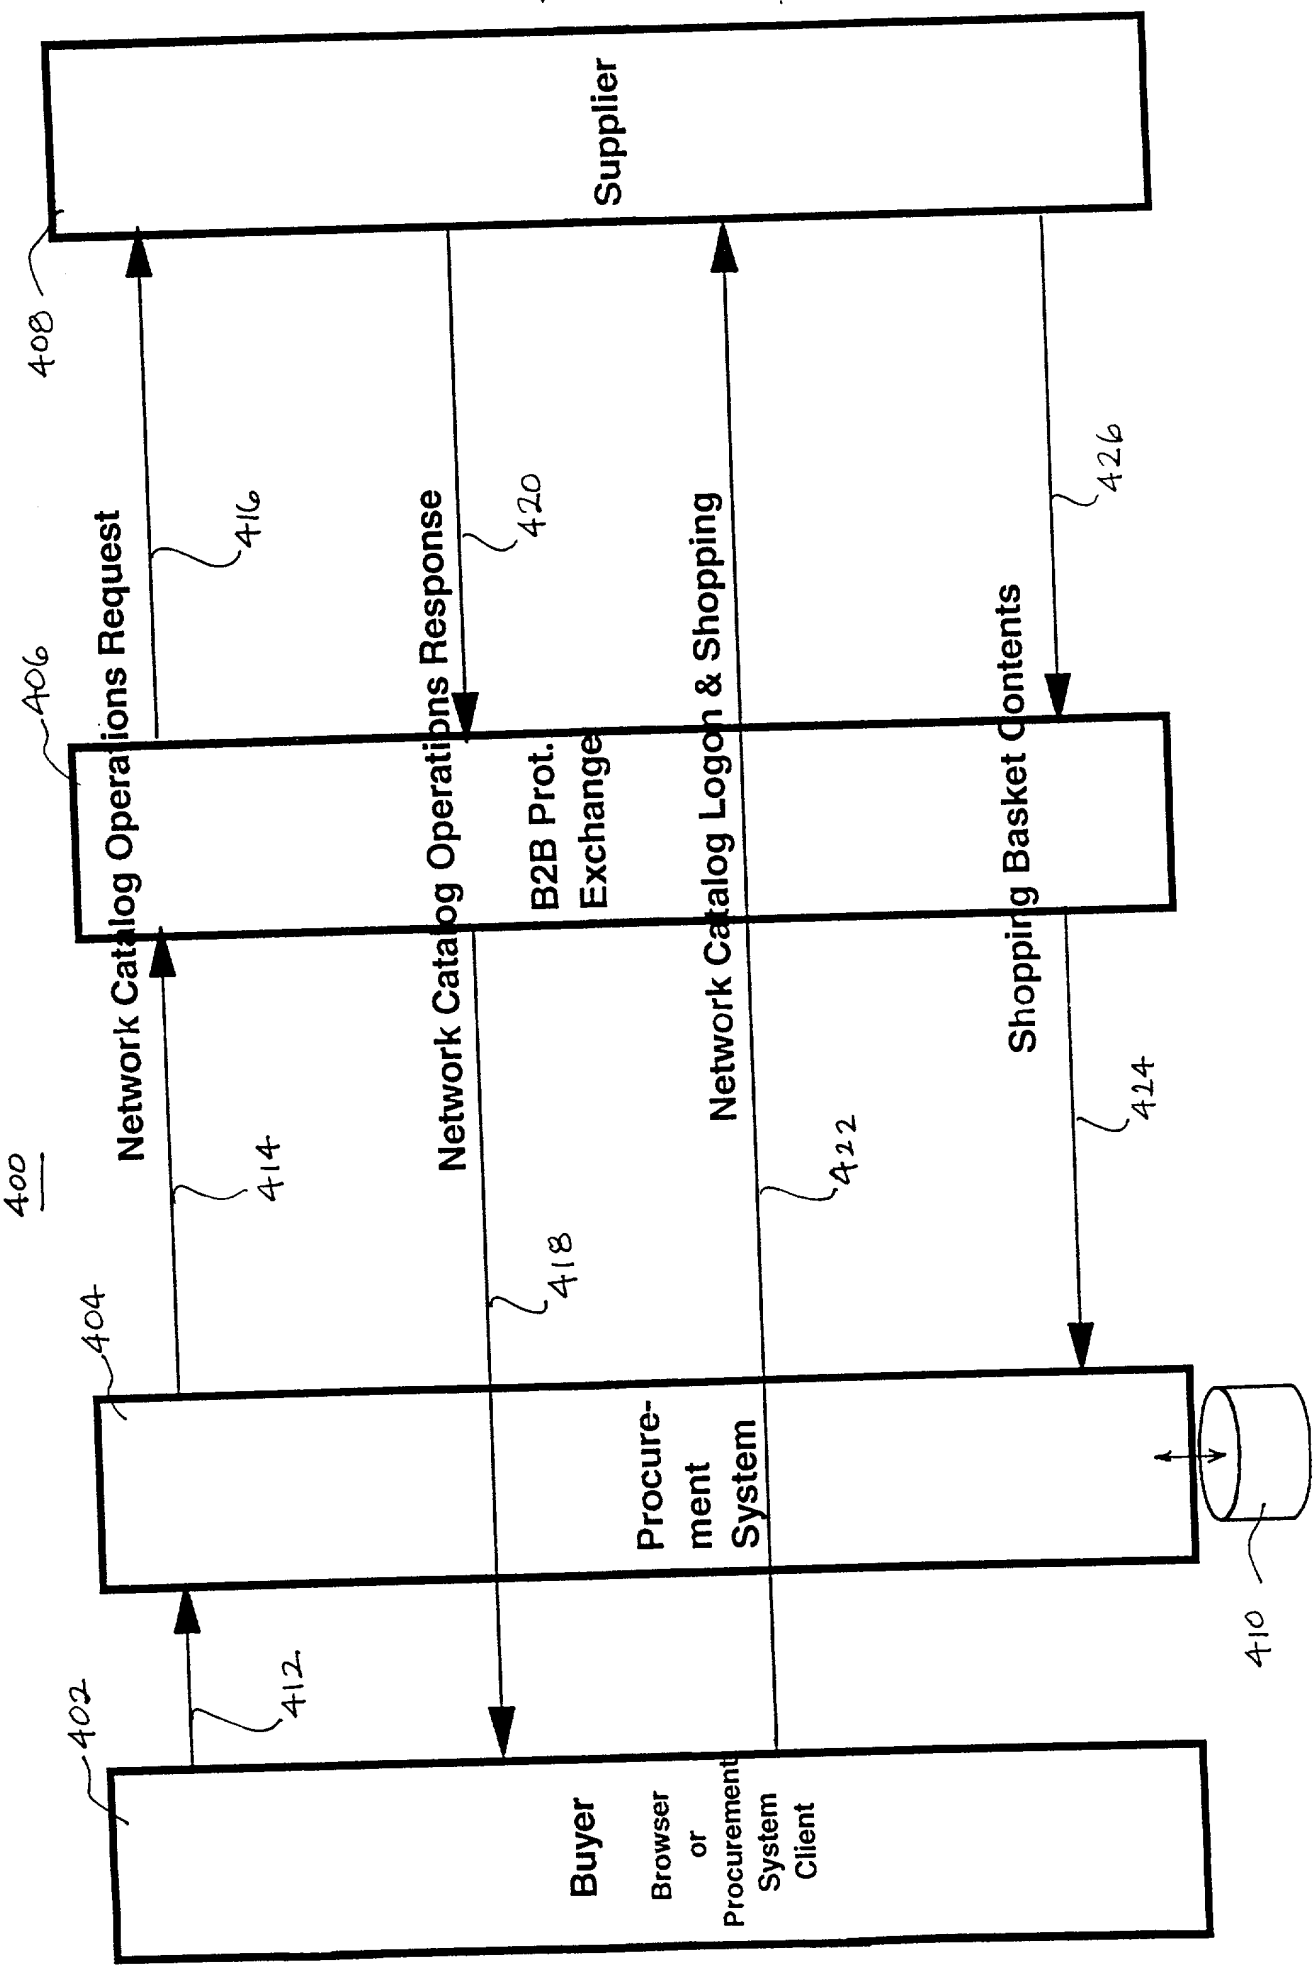 400
402
404
406
408
Network Catalog Operations Request
412
414
416
Network Catalog Operations Response
418
420
Buyer
Browser
or
Procurement
System
Client
Procure-
ment
System
B2B Prot.
Exchange
Supplier
Network Catalog Logon & Shopping
422
Shopping Basket Contents
424
426
410